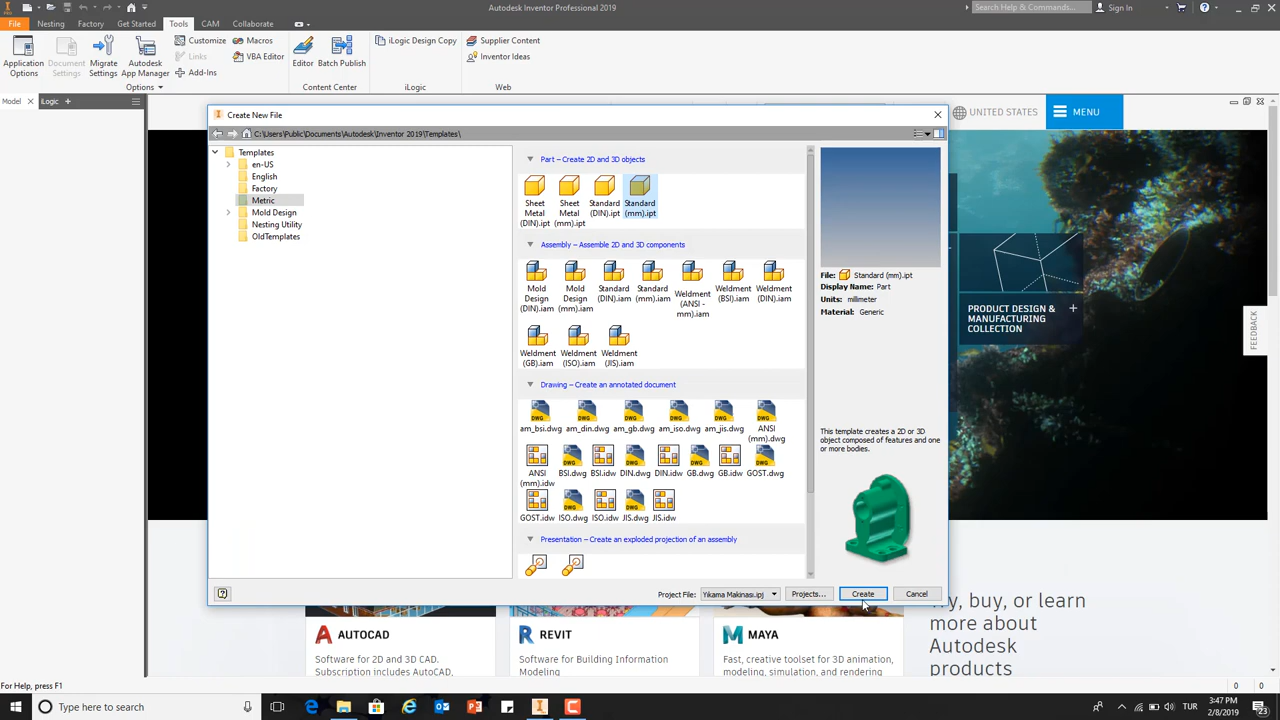 Autodesk Inventor Professional 2019
Search Help & Commands...
Sign In
File
Nesting
Factory
Get Started
Tools
CAM
Collaborate
Application Options
Document Settings
Migrate Settings
Autodesk App Manager
Customize
Links
Add-Ins
Macros
VBA Editor
Editor
Batch Publish
iLogic Design Copy
Supplier Content
Inventor Ideas
Options
Content Center
iLogic
Web
Model
iLogic
Create New File
C:\Users\Public\Documents\Autodesk\Inventor 2019\Templates\
UNITED STATES
MENU
Templates
en-US
English
Factory
Metric
Mold Design
Nesting Utility
OldTemplates
Part – Create 2D and 3D objects
Sheet Metal (DIN).ipt
Sheet Metal (mm).ipt
Standard (DIN).ipt
Standard (mm).ipt
Assembly – Assemble 2D and 3D components
Mold Design (DIN).iam
Mold Design (mm).iam
Standard (DIN).iam
Standard (mm).iam
Weldment (ANSI - mm).iam
Weldment (BSI).iam
Weldment (DIN).iam
Weldment (GB).iam
Weldment (ISO).iam
Weldment (JIS).iam
Drawing – Create an annotated document
am_bsi.dwg
am_din.dwg
am_gb.dwg
am_iso.dwg
am_jis.dwg
ANSI (mm).dwg
ANSI (mm).idw
BSI.dwg
BSI.idw
DIN.dwg
DIN.idw
GB.dwg
GB.idw
GOST.dwg
GOST.idw
ISO.dwg
ISO.idw
JIS.dwg
JIS.idw
Presentation – Create an exploded projection of an assembly
File: Standard (mm).ipt
Display Name: Part
Units: millimeter
Material: Generic
This template creates a 2D or 3D
object composed of features and one
or more bodies.
Project File:
Yıkama Makinası.ipj
Projects...
Create
Cancel
PRODUCT DESIGN &
MANUFACTURING
COLLECTION
FEEDBACK
A AUTOCAD
Software for 2D and 3D CAD.
Subscription includes AutoCAD,
R REVIT
Software for Building Information
Modeling
M MAYA
Fast, creative toolset for 3D animation,
modeling, simulation, and rendering
Try, buy, or learn
more about
Autodesk
products
For Help, press F1
0
0
Type here to search
TUR
3:47 PM
2/8/2019